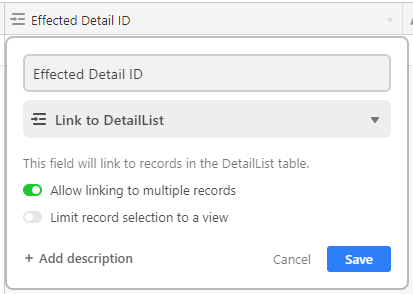 Effected Detail ID
Effected Detail ID
Link to DetailList
This field will link to records in the DetailList table.
Allow linking to multiple records
Limit record selection to a view
+ Add description
Cancel
Save